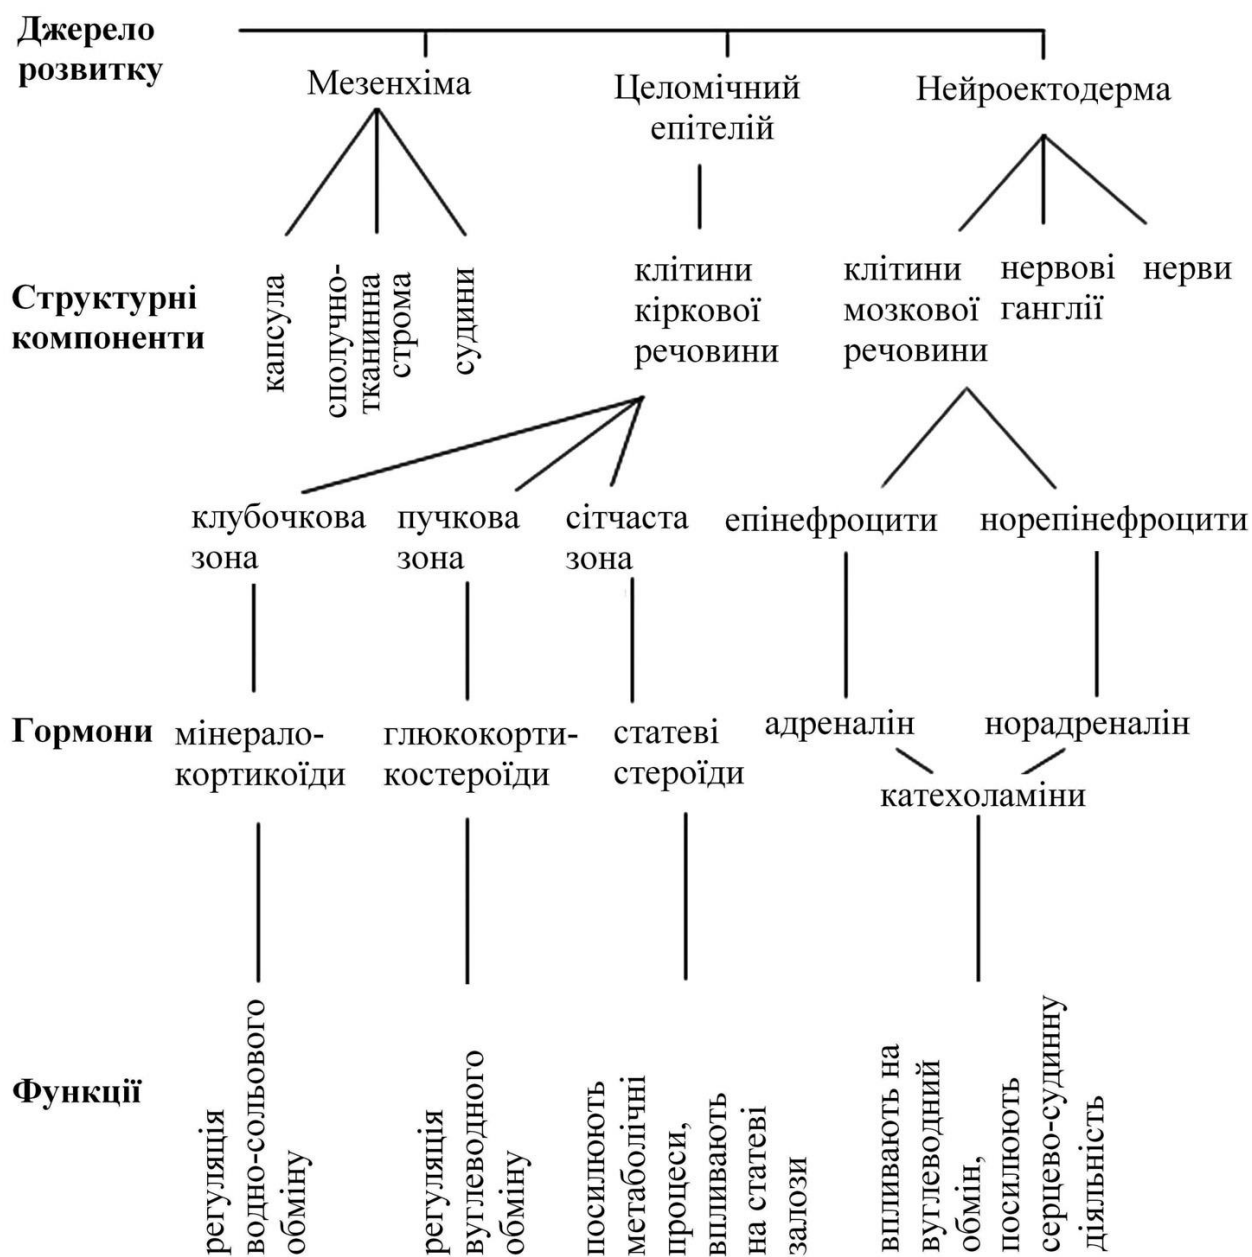 Джерело
розвитку
Мезенхіма
Целомічний
епітелій
Нейроектодерма
Структурні
компоненти
капсула
сполучно-
тканинна
строма
судини
клітини
кіркової
речовини
клітини
мозкової
речовини
нервові
ганглії
нерви
клубочкова
зона
пучкова
зона
сітчаста
зона
епінефроцити
норепінефроцити
Гормони
мінерало-
кортикоїди
глюкокорти-
костероїди
статеві
стероїди
адреналін
норадреналін
катехоламіни
Функції
регуляція
водно-сольового
обміну
регуляція
вуглеводного
обміну
посилюють
метаболічні
процеси,
впливають
на статеві
залози
впливають на
вуглеводний
обмін,
посилюють
серцево-судинну
діяльність